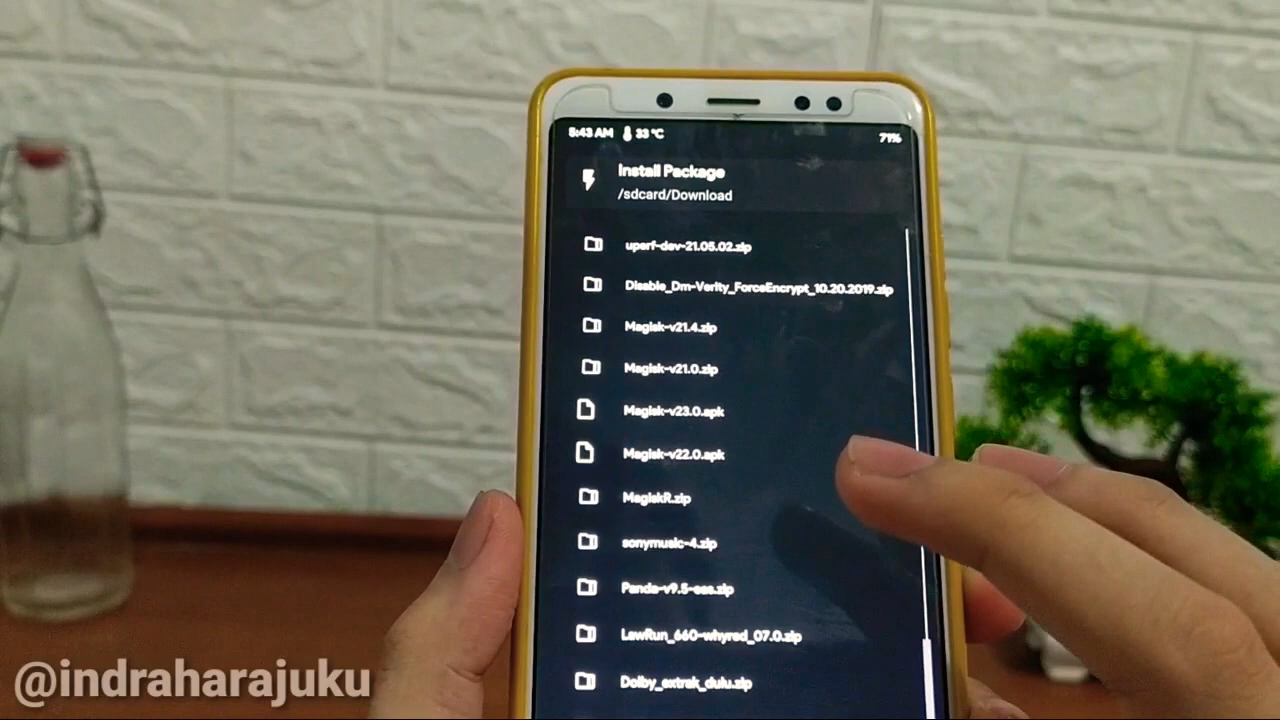 5:43 AM 33 °C 71%
Install Package
/sdcard/Download
uperf-dev-21.05.02.zip
Disable_Dm-Verity_ForceEncrypt_10.20.2019.zip
Magisk-v21.4.zip
Magisk-v21.0.zip
Magisk-v23.0.apk
Magisk-v22.0.apk
MagiskR.zip
sonymusic-4.zip
Panda-v9.5-eas.zip
LawRun_660-whyred_07.0.zip
Dolby_extrak_dulu.zip
@indraharajuku